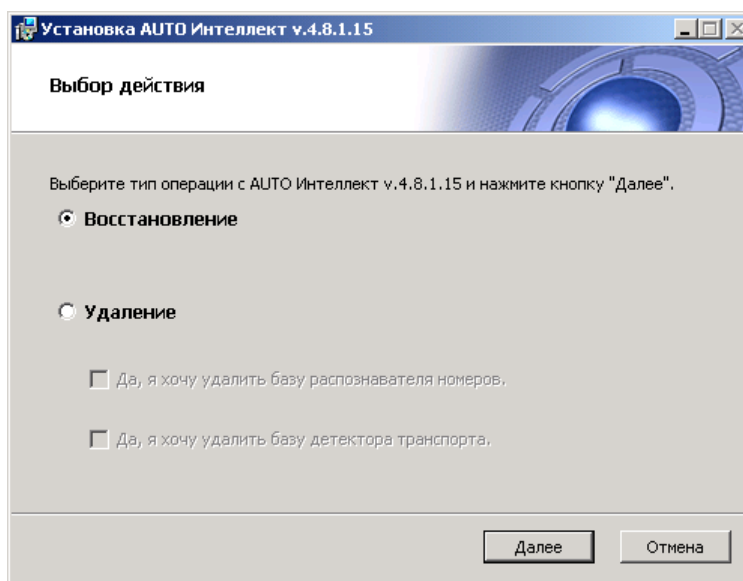 Установка AUTO Интеллект v.4.8.1.15
Выбор действия
Выберите тип операции с AUTO Интеллект v.4.8.1.15 и нажмите кнопку "Далее".
Восстановление
Удаление
Да, я хочу удалить базу распознавателя номеров.
Да, я хочу удалить базу детектора транспорта.
Далее
Отмена